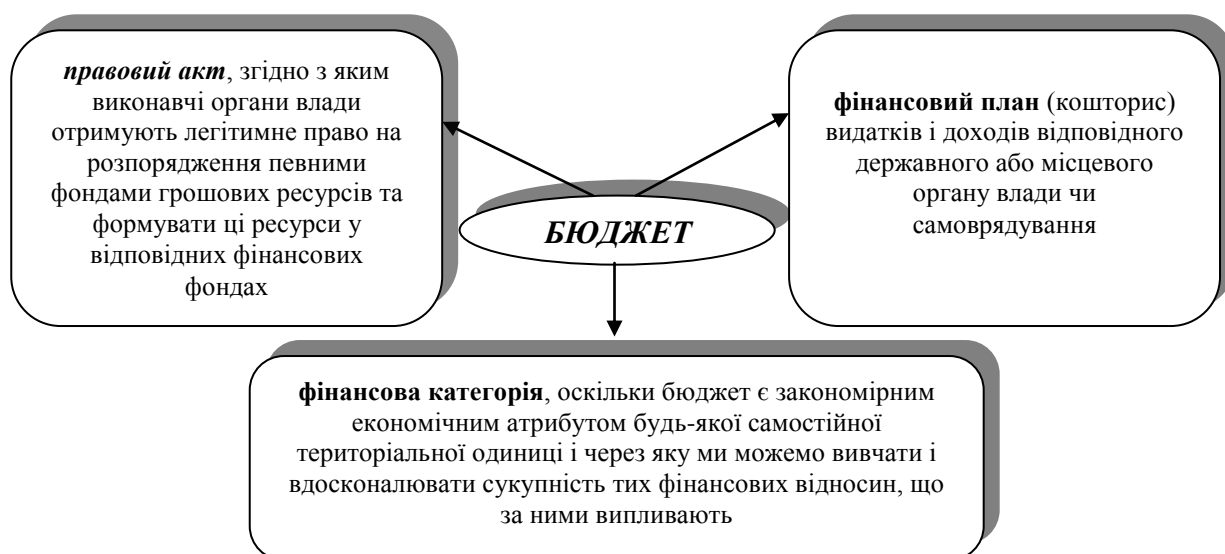 правовий акт, згідно з яким
виконавчі органи влади
отримують легітимне право на
розпорядження певними
фондами грошових ресурсів та
формувати ці ресурси у
відповідних фінансових
фондах
БЮДЖЕТ
фінансовий план (кошторис)
видатків і доходів відповідного
державного або місцевого
органу влади чи
самоврядування
фінансова категорія, оскільки бюджет є закономірним
економічним атрибутом будь-якої самостійної
територіальної одиниці і через яку ми можемо вивчати і
вдосконалювати сукупність тих фінансових відносин, що
за ними випливають